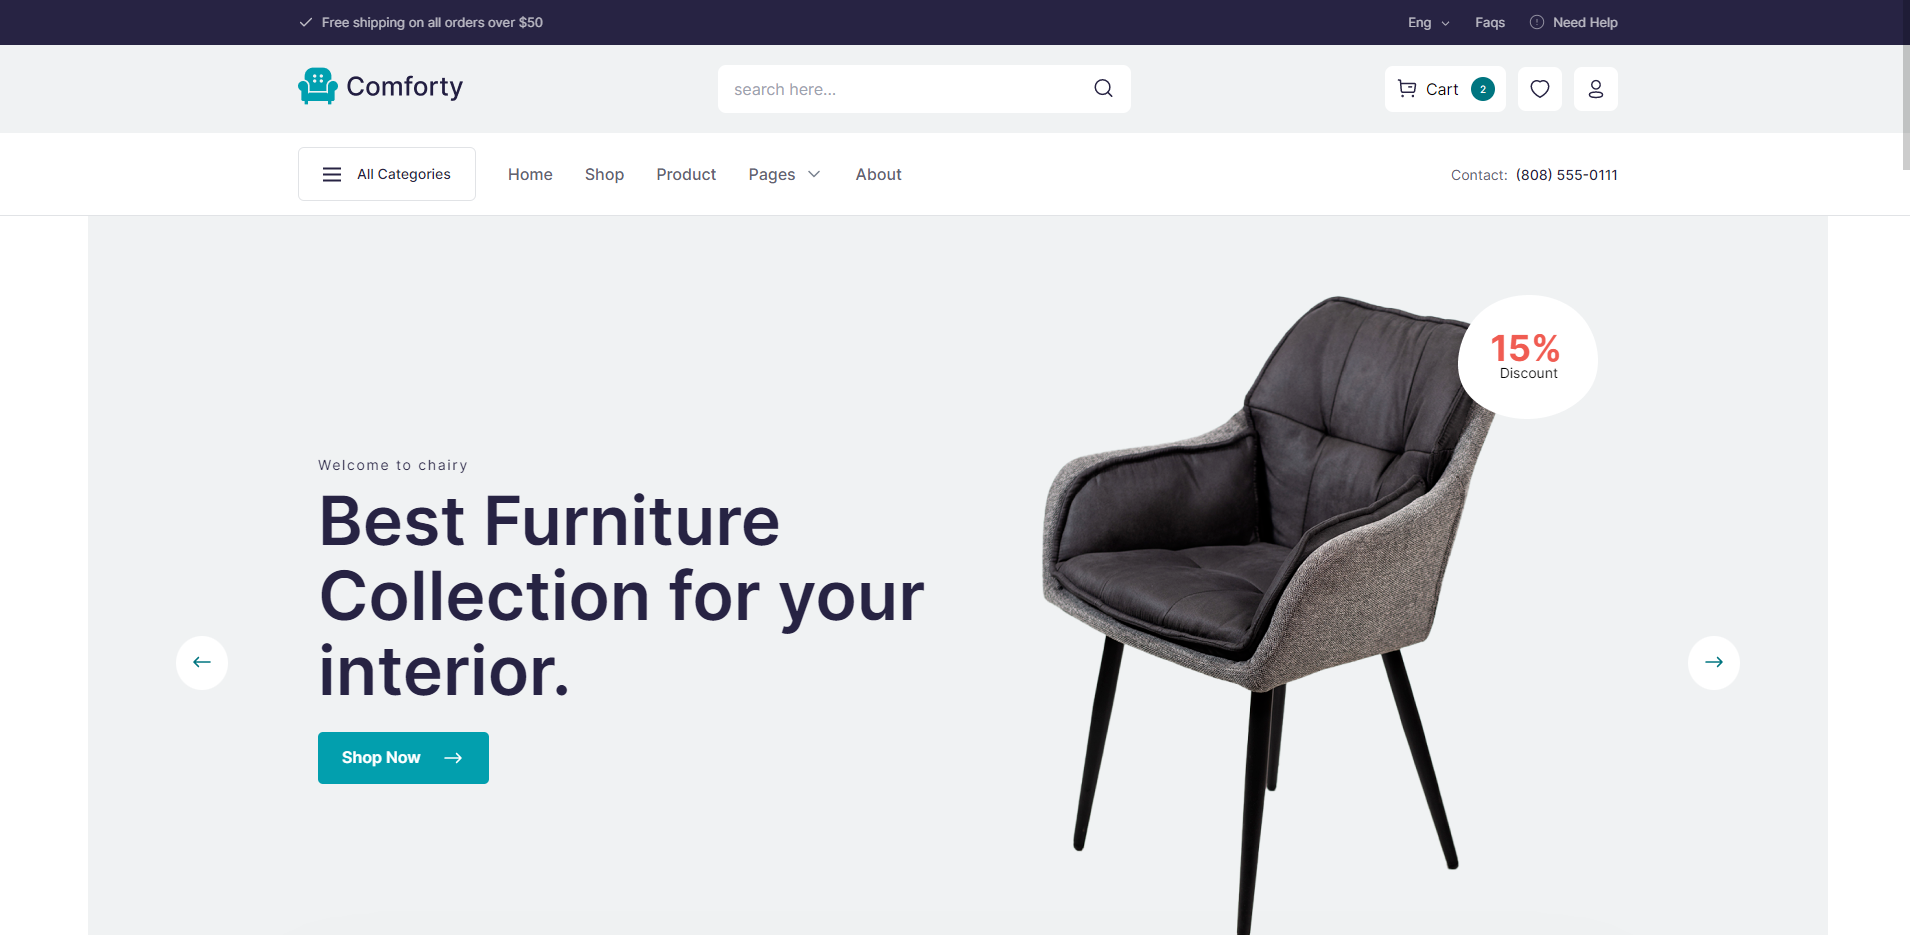 Free shipping on all orders over $50
Eng
Faqs
Need Help
Comforty
search here...
Cart 2
All Categories
Home
Shop
Product
Pages
About
Contact: (808) 555-0111
15%
Discount
Welcome to chairy
Best Furniture
Collection for your
interior.
Shop Now